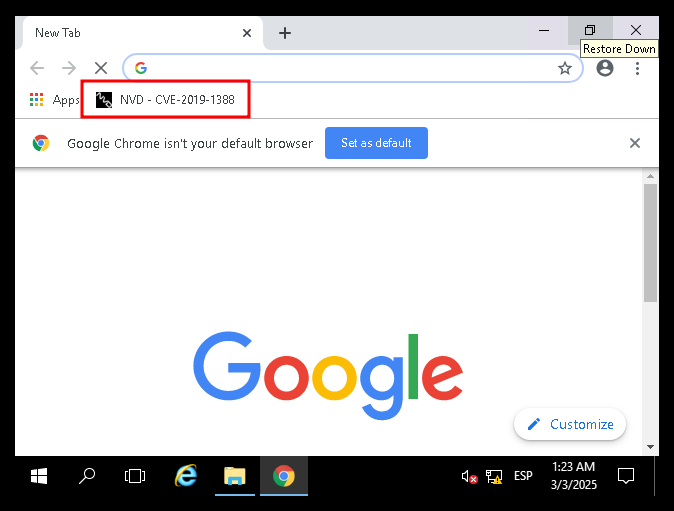 New Tab
Restore Down
Apps
NVD - CVE-2019-1388
Google Chrome isn't your default browser
Set as default
Google
Customize
ESP
1:23 AM
3/3/2025